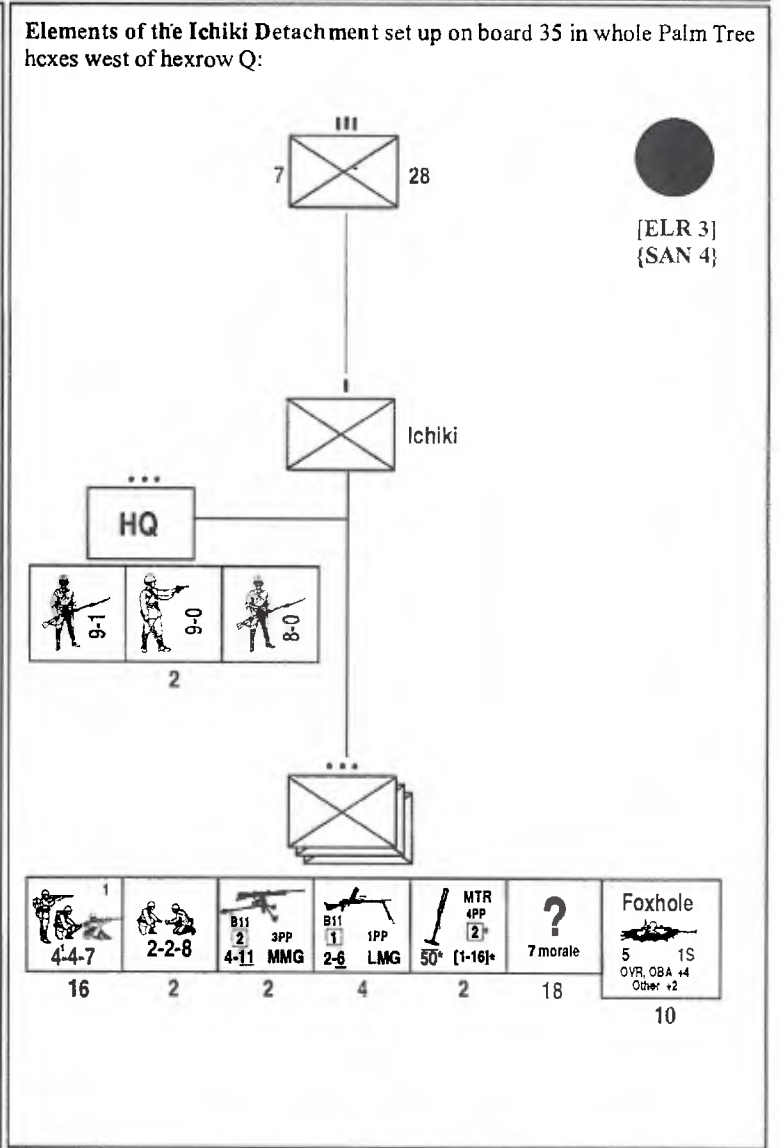 Elements of the Ichiki Detachment set up on board 35 in whole Palm Tree
hexes west of hexrow Q:
III
7 28
[ELR 3]
{SAN 4}
I
Ichiki
HQ
9-1 9-0 8-0
2
1
4-4-7
2-2-8
B11
2 3PP
4-11 MMG
B11
1 1PP
2-6 LMG
MTR
4PP
2*
50* [1-16]*
?
7 morale
Foxhole
5 1S
OVR, OBA +4
Other +2
16 2 2 4 2 18 10